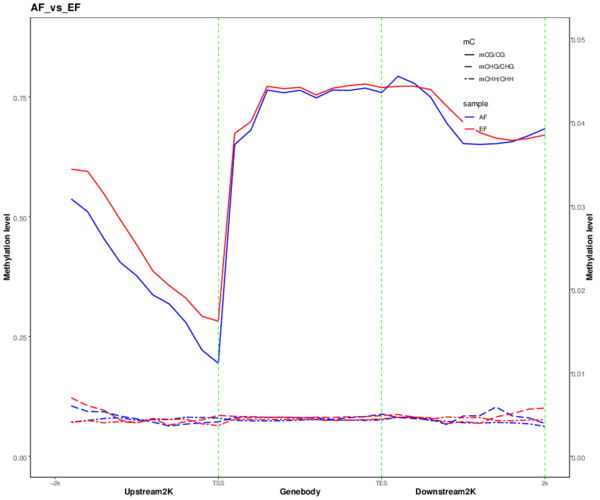 AF_vs_EF
mC
mCG/CG
mCHG/CHG
mCHH/CHH
sample
AF
EF
Methylation level
0.75
0.50
0.25
0.00
0.05
0.04
0.03
0.02
0.01
0.00
Methylation level
-2k TSS TES 2k
Upstream2K Genebody Downstream2K